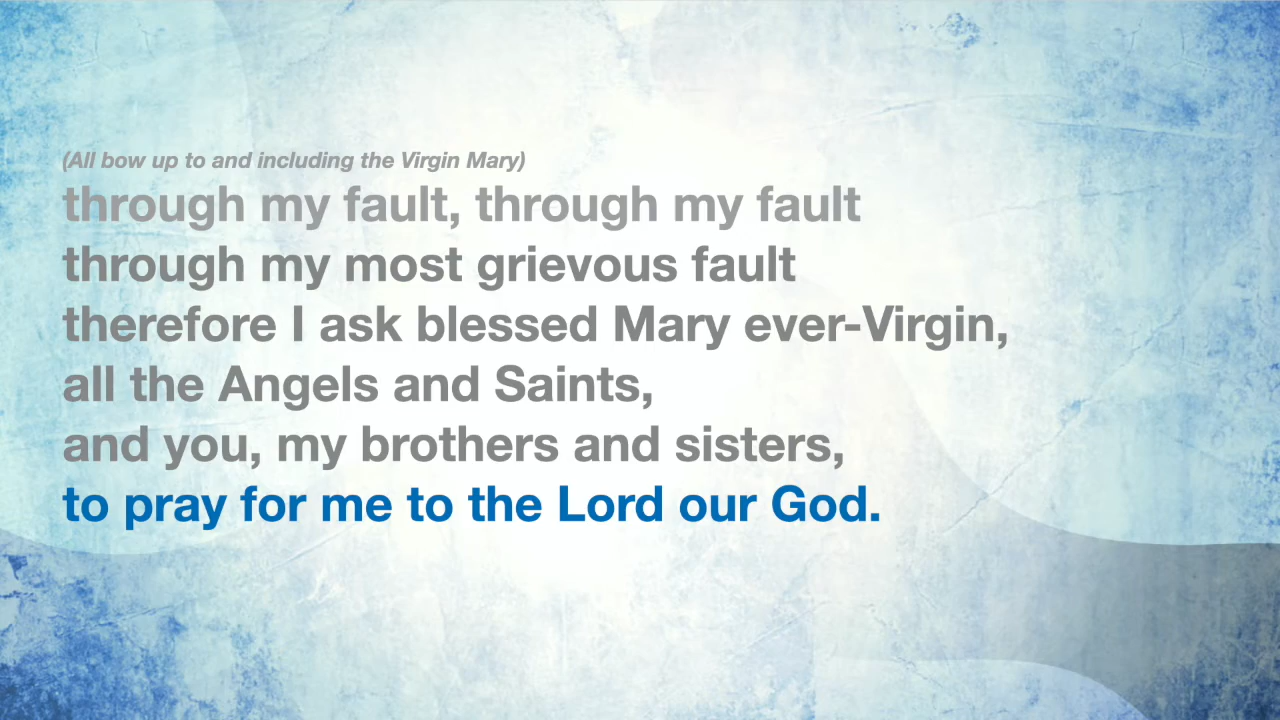 (All bow up to and including the Virgin Mary)
through my fault, through my fault
through my most grievous fault
therefore I ask blessed Mary ever-Virgin,
all the Angels and Saints,
and you, my brothers and sisters,
to pray for me to the Lord our God.